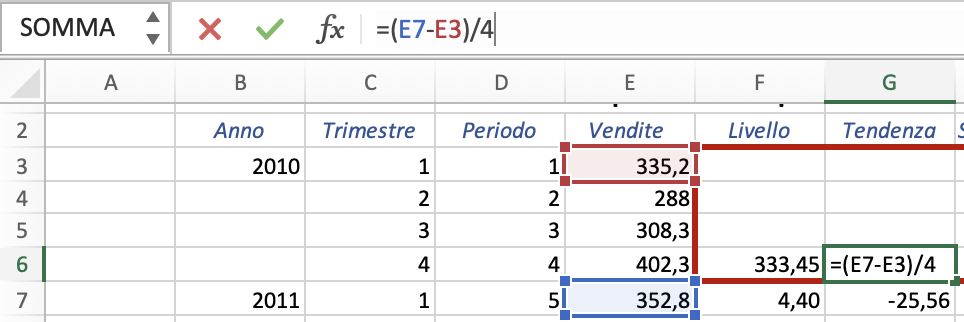 SOMMA fx =(E7-E3)/4
A B C D E F G
2 Anno Trimestre Periodo Vendite Livello Tendenza
3 2010 1 1 335,2
4 2 2 288
5 3 3 308,3
6 4 4 402,3 333,45 =(E7-E3)/4
7 2011 1 5 352,8 4,40 -25,56